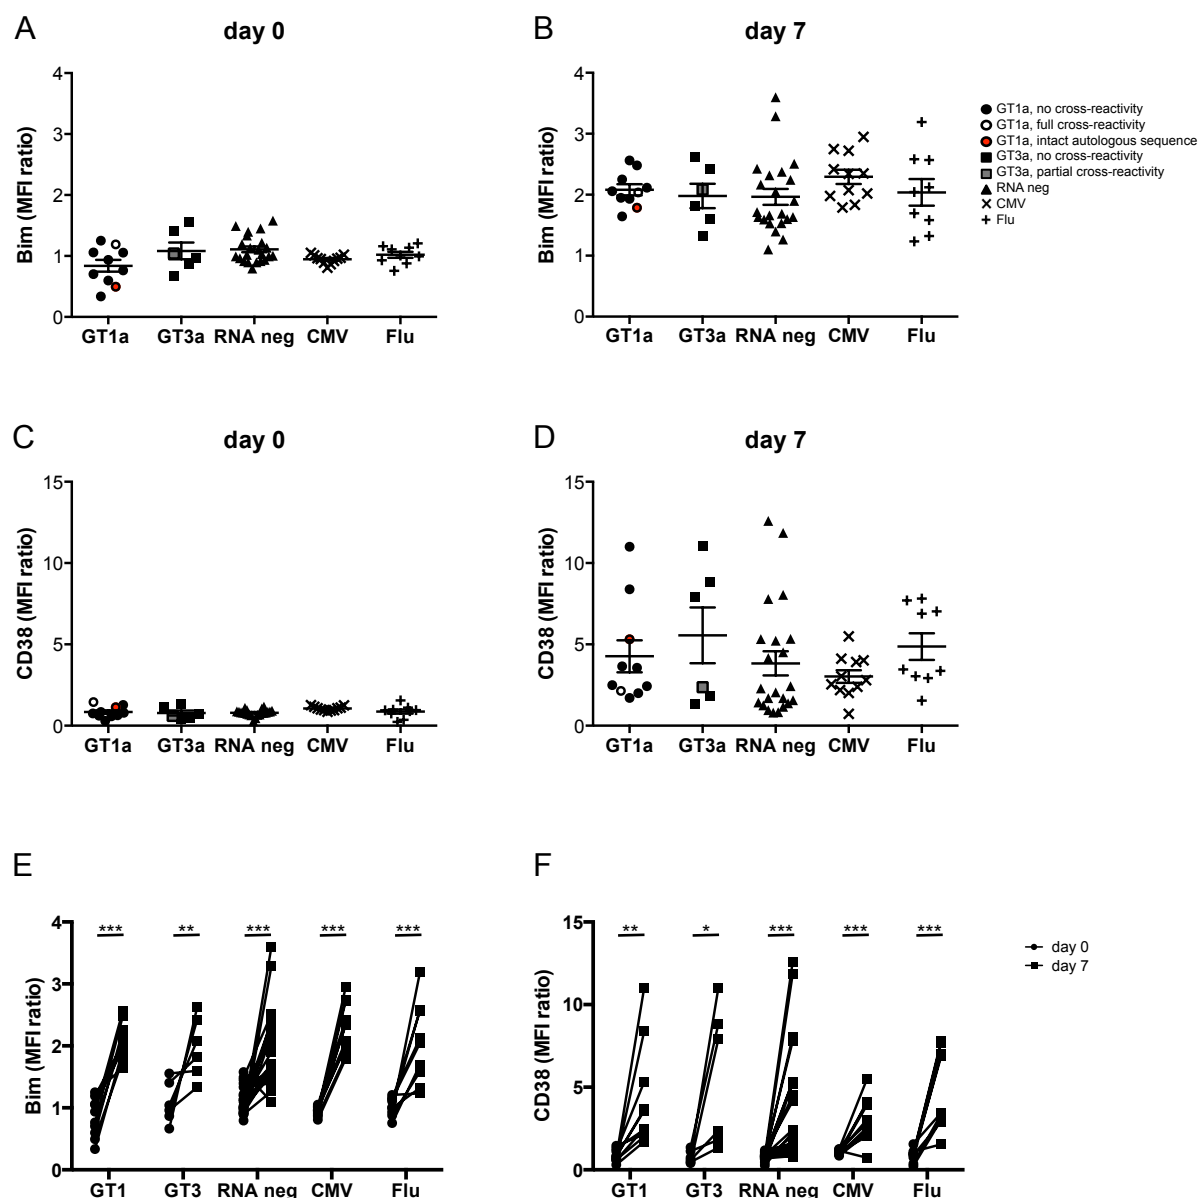 A
day 0
4
3
2
1
0
Bim (MFI ratio)
GT1a GT3a RNA neg CMV Flu
B
day 7
4
3
2
1
0
Bim (MFI ratio)
GT1a GT3a RNA neg CMV Flu
GT1a, no cross-reactivity
GT1a, full cross-reactivity
GT1a, intact autologous sequence
GT3a, no cross-reactivity
GT3a, partial cross-reactivity
RNA neg
CMV
Flu
C
day 0
15
10
5
0
CD38 (MFI ratio)
GT1a GT3a RNA neg CMV Flu
D
day 7
15
10
5
0
CD38 (MFI ratio)
GT1a GT3a RNA neg CMV Flu
E
4
3
2
1
0
Bim (MFI ratio)
*** ** *** *** ***
GT1 GT3 RNA neg CMV Flu
F
15
10
5
0
CD38 (MFI ratio)
** * *** *** ***
GT1 GT3 RNA neg CMV Flu
day 0
day 7